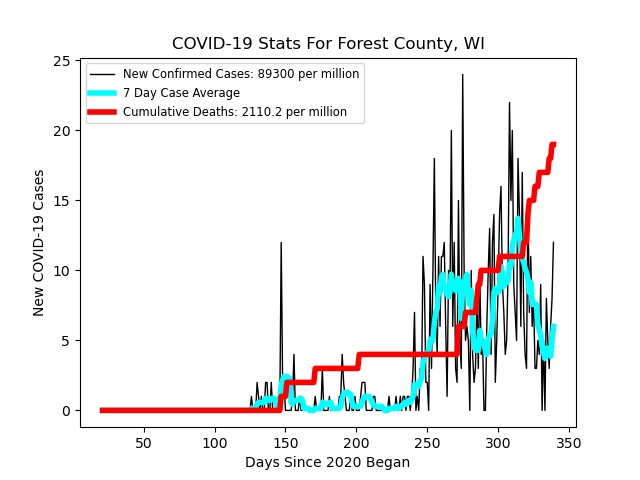 COVID-19 Stats For Forest County, WI
25
20
15
10
5
0
New COVID-19 Cases
New Confirmed Cases: 89300 per million
7 Day Case Average
Cumulative Deaths: 2110.2 per million
50 100 150 200 250 300 350
Days Since 2020 Began